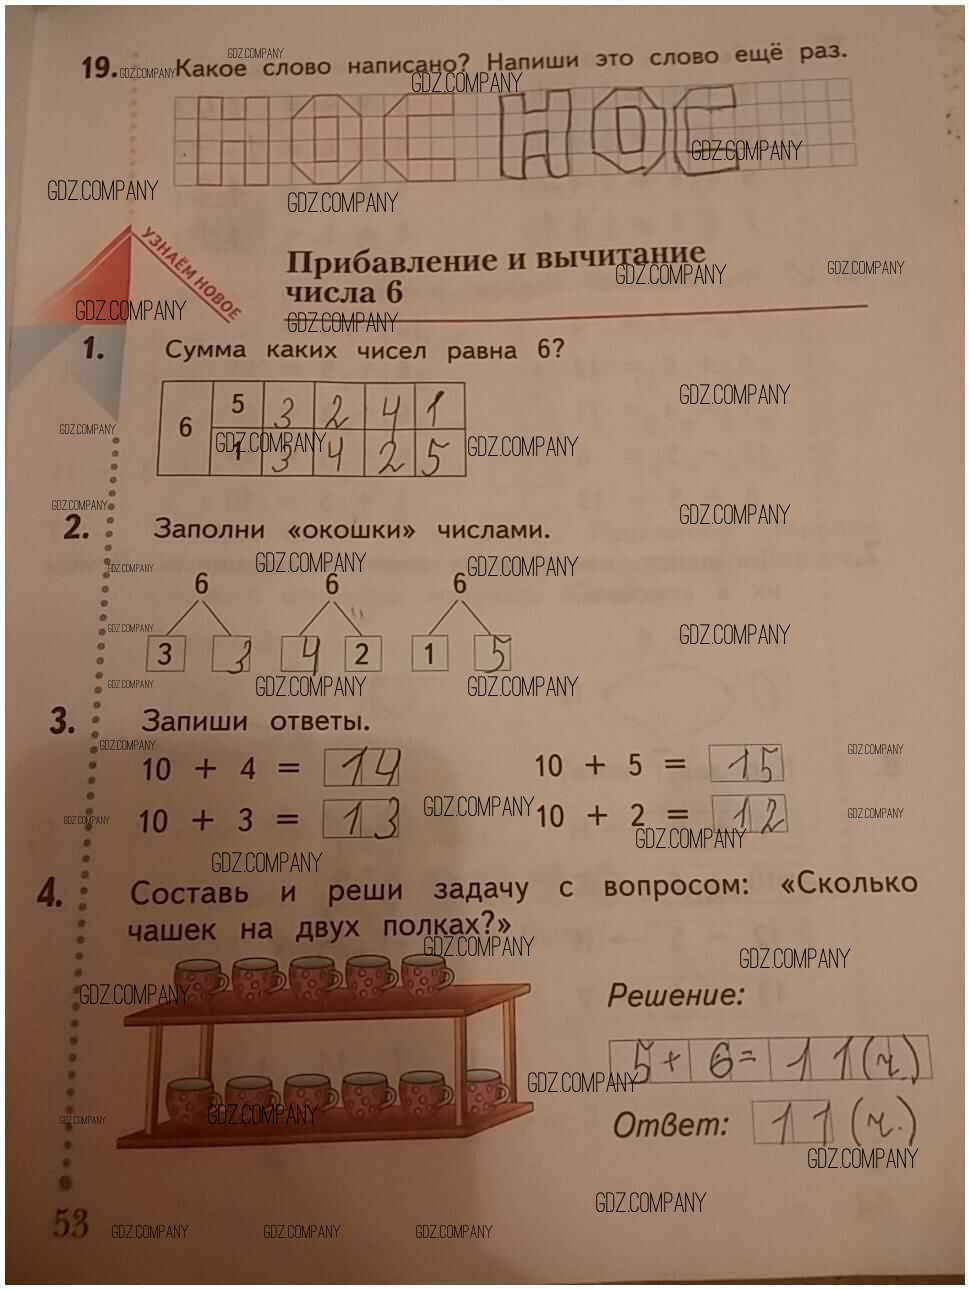 19. Какое слово написано? Напиши это слово ещё раз.
НОС НОС
УЗНАЁМ НОВОЕ
Прибавление и вычитание
числа 6
1. Сумма каких чисел равна 6?
6 5 3 2 4 1
1 3 4 2 5
2. Заполни «окошки» числами.
6 6 6
3 3 4 2 1 5
3. Запиши ответы.
10 + 4 = 14 10 + 5 = 15
10 + 3 = 13 10 + 2 = 12
4. Составь и реши задачу с вопросом: «Сколько
чашек на двух полках?»
Решение:
5 + 6 = 11 (ч.)
Ответ: 11 (ч.)
53
GDZ.COMPANY